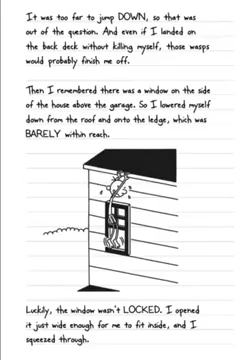 It was too far to jump DOWN, so that was
out of the question. And even if I landed on
the back deck without killing myself, those wasps
would probably finish me off.
Then I remembered there was a window on the side
of the house above the garage. So I lowered myself
down from the roof and onto the ledge, which was
BARELY within reach.
Luckily, the window wasn't LOCKED. I opened
it just wide enough for me to fit inside, and I
squeezed through.